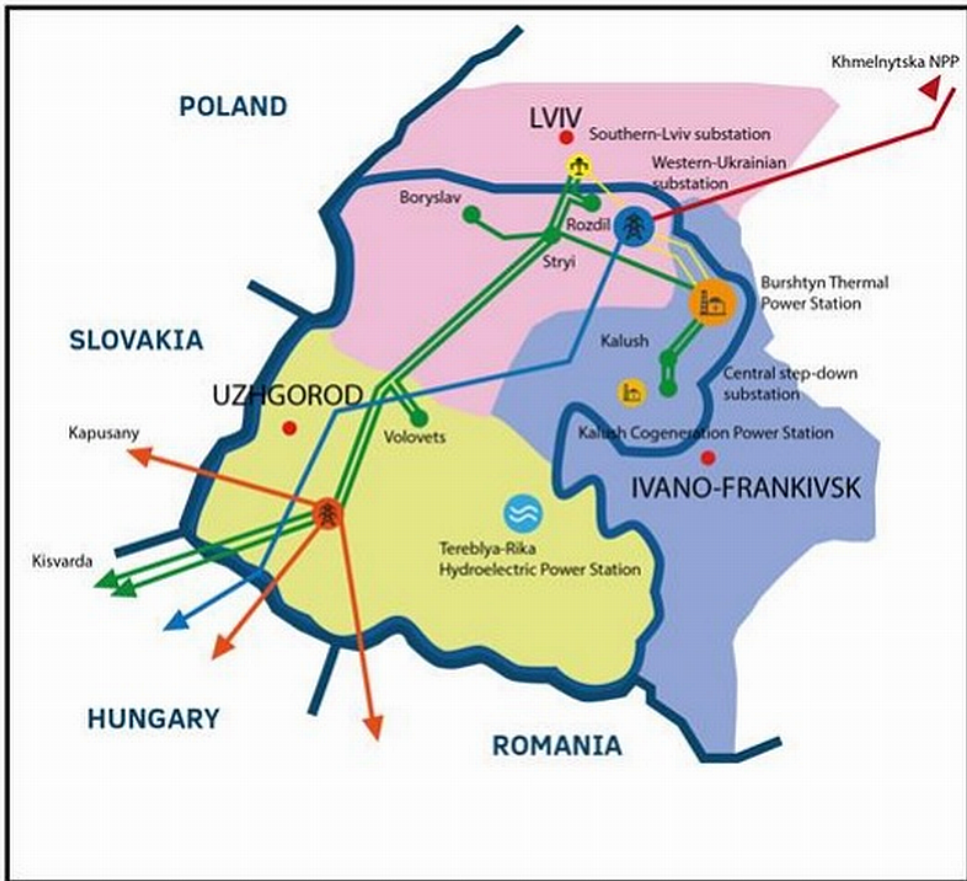 Khmelnytska NPP
POLAND
LVIV
Southern-Lviv substation
Western-Ukrainian
substation
Boryslav
Rozdil
Stryi
Burshtyn Thermal
Power Station
SLOVAKIA
Kalush
Central step-down
substation
UZHGOROD
Kapusany
Volovets
Kalush Cogeneration Power Station
IVANO-FRANKIVSK
Kisvarda
Tereblya-Rika
Hydroelectric Power Station
HUNGARY
ROMANIA